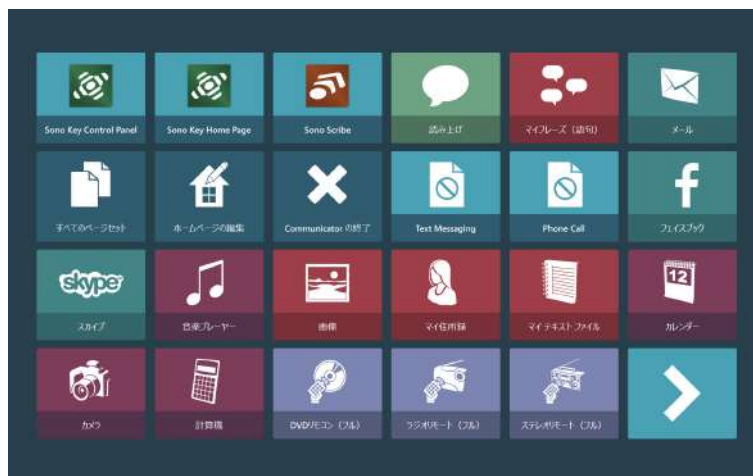 Sono Key Control Panel
Sono Key Home Page
Sono Scribe
読み上げ
マイフレーズ（語句）
メール
すべてのページセット
ホームページの編集
Communicator の終了
Text Messaging
Phone Call
フェイスブック
skype
スカイプ
音楽プレーヤー
画像
マイ住所録
マイ テキスト ファイル
12
カレンダー
カメラ
計算機
DVDリモコン（フル）
ラジオリモート（フル）
ステレオリモート（フル）